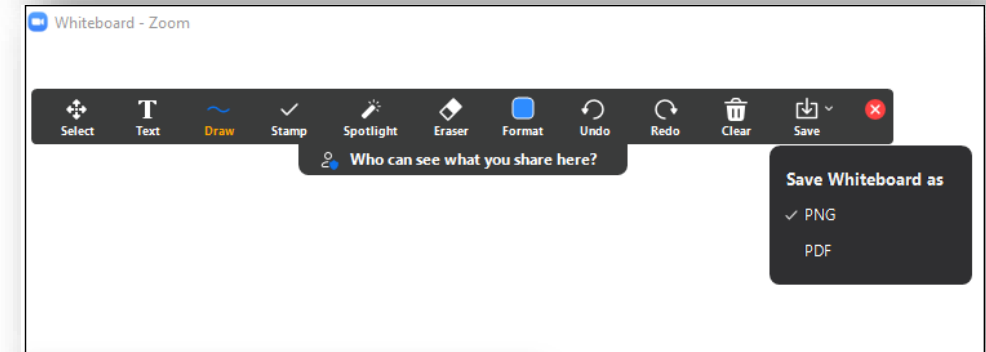 Whiteboard - Zoom
Select Text Draw Stamp Spotlight Eraser Format Undo Redo Clear Save
Who can see what you share here?
Save Whiteboard as
PNG
PDF